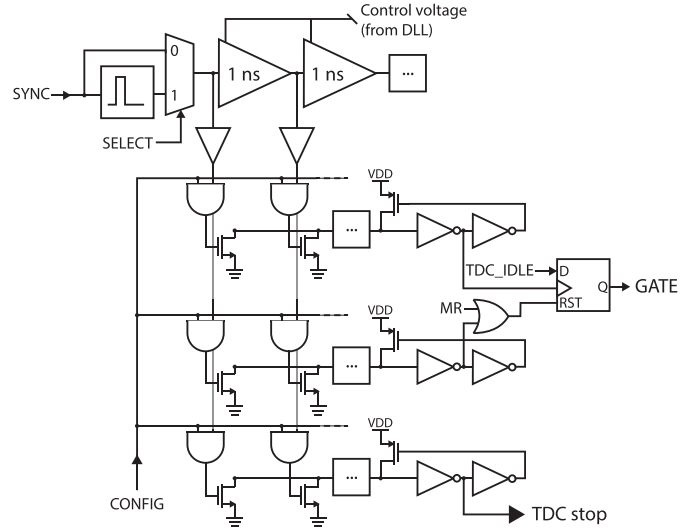 Control voltage
(from DLL)
0
1 ns
1 ns
...
SYNC
1
SELECT
VDD
...
TDC_IDLE
D
Q
GATE
RST
MR
VDD
...
VDD
...
CONFIG
TDC stop